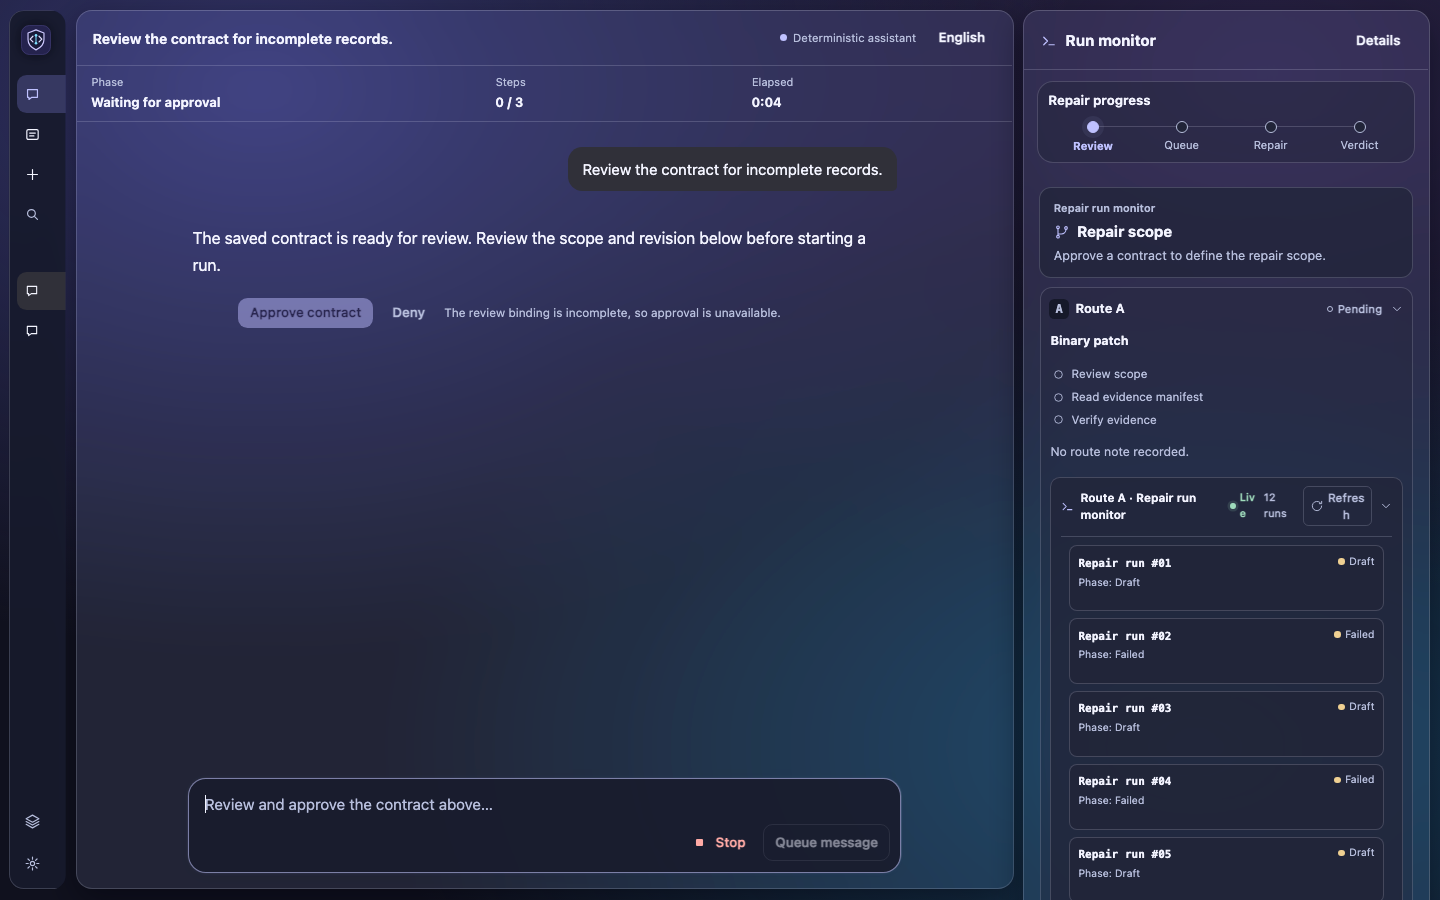 Review the contract for incomplete records.
Deterministic assistant
English
Phase
Waiting for approval
Steps
0 / 3
Elapsed
0:04
Review the contract for incomplete records.
The saved contract is ready for review. Review the scope and revision below before starting a
run.
Approve contract
Deny
The review binding is incomplete, so approval is unavailable.
Review and approve the contract above...
Stop
Queue message
Run monitor
Details
Repair progress
Review
Queue
Repair
Verdict
Repair run monitor
Repair scope
Approve a contract to define the repair scope.
A
Route A
Pending
Binary patch
Review scope
Read evidence manifest
Verify evidence
No route note recorded.
Route A · Repair run
monitor
Liv
e
12
runs
Refres
h
Repair run #01
Draft
Phase: Draft
Repair run #02
Failed
Phase: Failed
Repair run #03
Draft
Phase: Draft
Repair run #04
Failed
Phase: Failed
Repair run #05
Draft
Phase: Draft